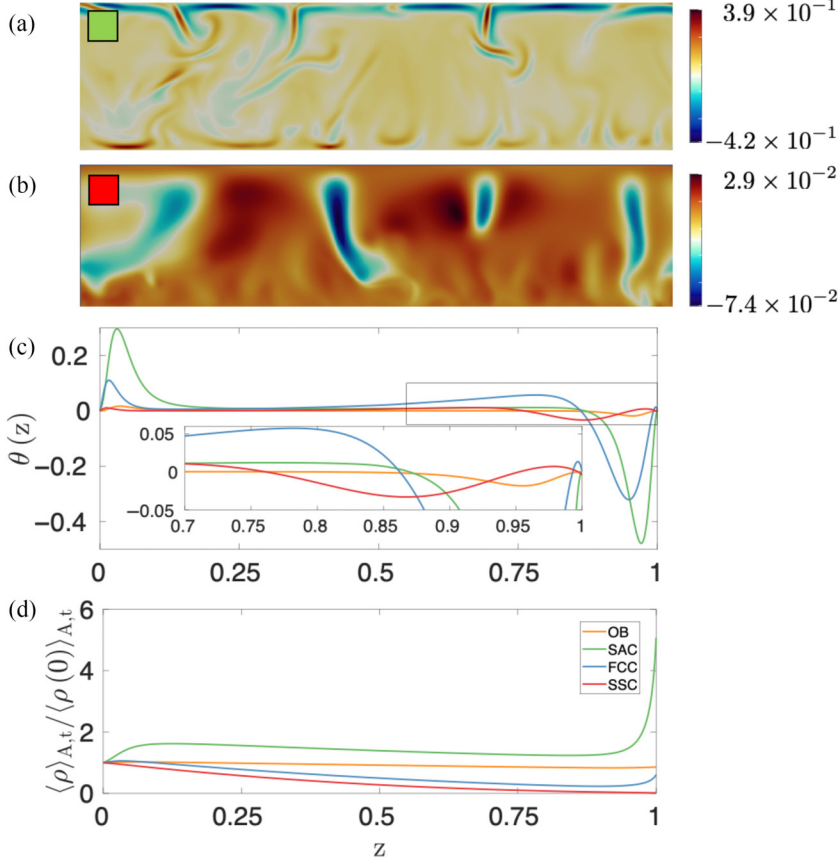 (a)
3.9 × 10⁻¹
−4.2 × 10⁻¹
(b)
2.9 × 10⁻²
−7.4 × 10⁻²
(c)
θ(z)
0.2
0
−0.2
−0.4
0.05
0
−0.05
0.7 0.75 0.8 0.85 0.9 0.95 1
0 0.25 0.5 0.75 1
(d)
⟨ρ⟩A,t/⟨ρ(0)⟩A,t
6
4
2
0
OB
SAC
FCC
SSC
0 0.25 0.5 0.75 1
z